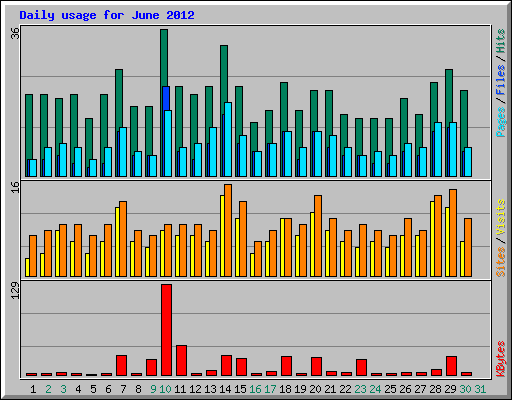 Daily usage for June 2012
36
Pages / Files / Hits
16
Sites / Visits
129
KBytes
1 2 3 4 5 6 7 8 9 10 11 12 13 14 15 16 17 18 19 20 21 22 23 24 25 26 27 28 29 30 31